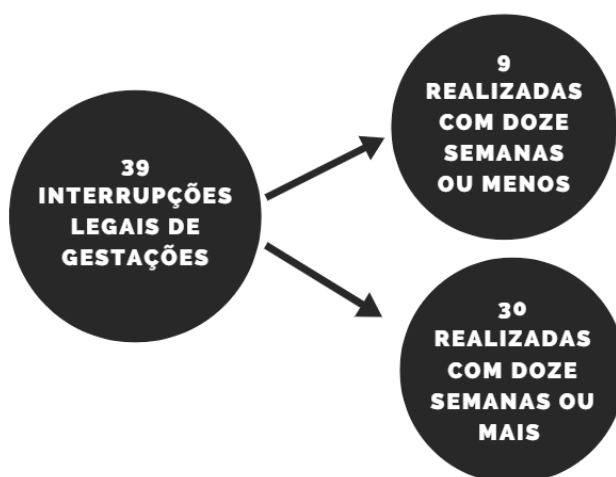 39
INTERRUPÇÕES
LEGAIS DE
GESTAÇÕES
9
REALIZADAS
COM DOZE
SEMANAS
OU MENOS
30
REALIZADAS
COM DOZE
SEMANAS OU
MAIS